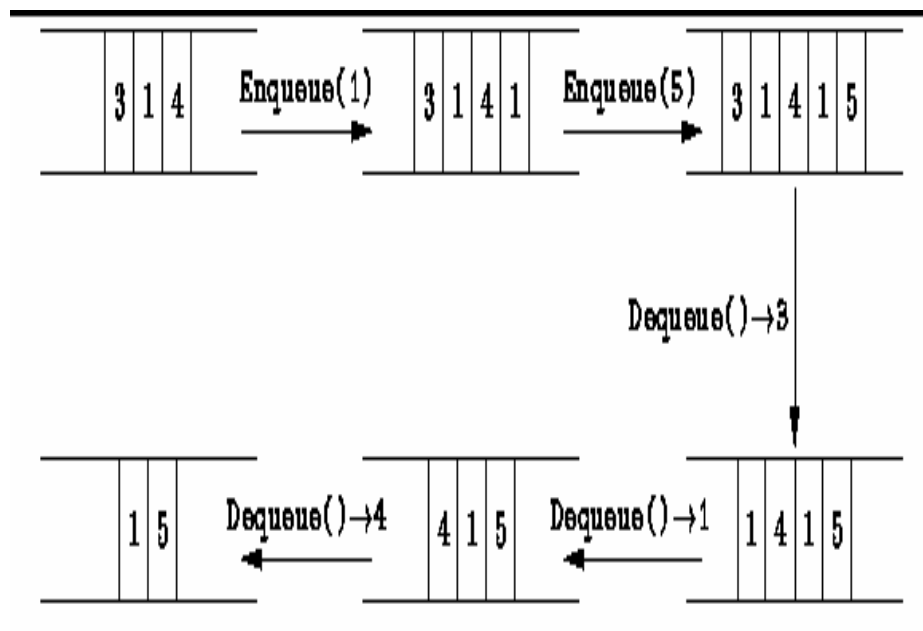 3 1 4
Enqueue(1)
3 1 4 1
Enqueue(5)
3 1 4 1 5
Dequeue()→3
1 5
Dequeue()→4
4 1 5
Dequeue()→1
1 4 1 5